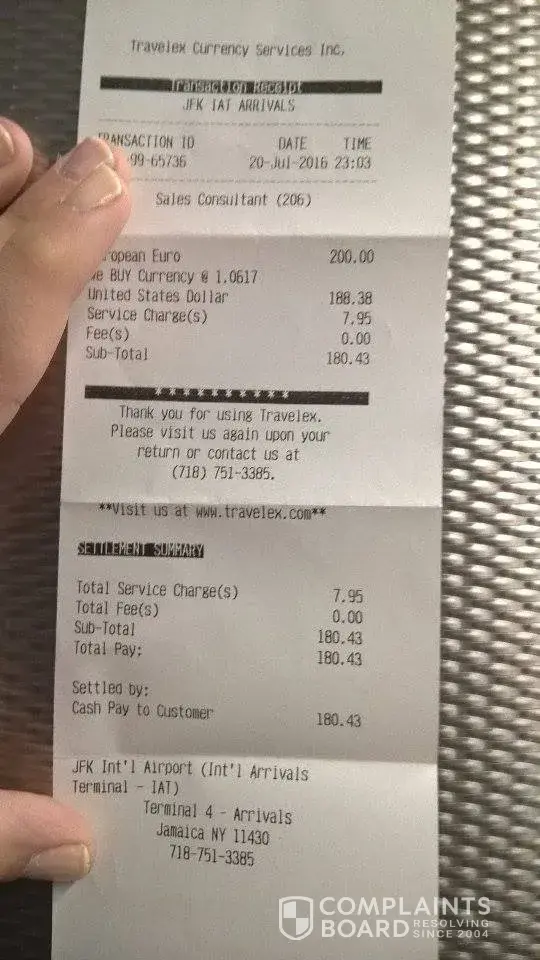 Travelex Currency Services Inc.
Transaction Receipt
JFK IAT ARRIVALS
TRANSACTION ID DATE TIME
99-65736 20-Jul-2016 23:03
Sales Consultant (206)
ropean Euro 200.00
We BUY Currency @ 1.0617
United States Dollar 188.38
Service Charge(s) 7.95
Fee(s) 0.00
Sub-Total 180.43
**********
Thank you for using Travelex.
Please visit us again upon your
return or contact us at
(718) 751-3385.
**Visit us at www.travelex.com**
SETTLEMENT SUMMARY
Total Service Charge(s) 7.95
Total Fee(s) 0.00
Sub-Total 180.43
Total Pay: 180.43
Settled by:
Cash Pay to Customer 180.43
JFK Int'l Airport (Int'l Arrivals
Terminal - IAT)
Terminal 4 - Arrivals
Jamaica NY 11430
718-751-3385
COMPLAINTS
BOARD RESOLVING
SINCE 2004